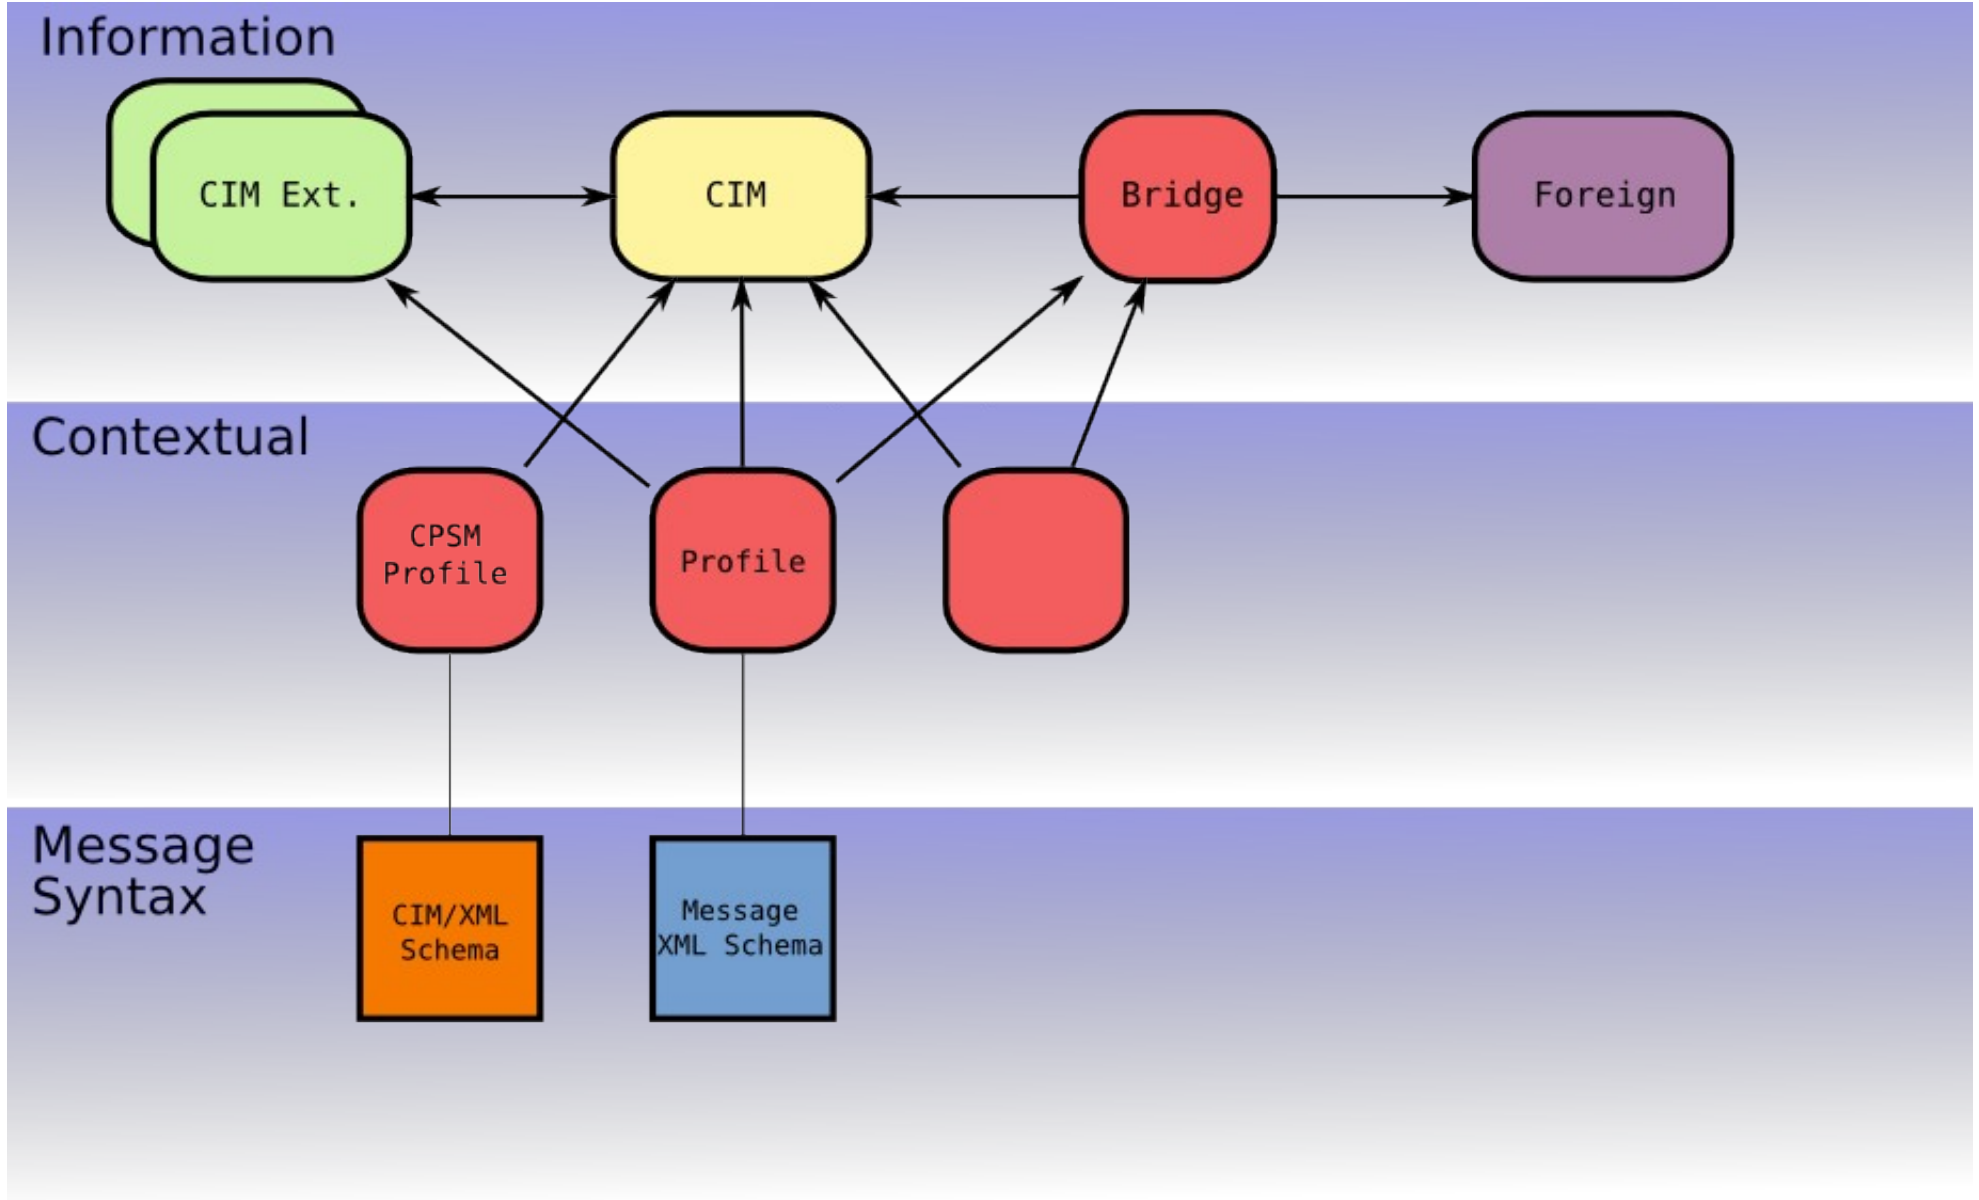 Information
CIM Ext.
CIM
Bridge
Foreign
Contextual
CPSM
Profile
Profile
Message
Syntax
CIM/XML
Schema
Message
XML Schema